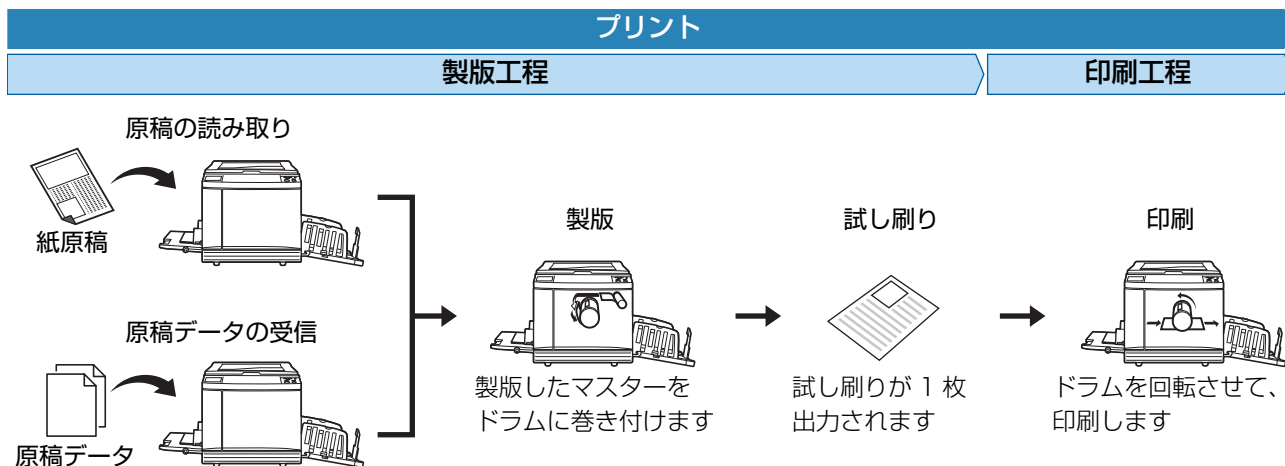 プリント
製版工程
印刷工程
原稿の読み取り
紙原稿
原稿データの受信
原稿データ
製版
製版したマスターを
ドラムに巻き付けます
試し刷り
試し刷りが 1 枚
出力されます
印刷
ドラムを回転させて、
印刷します